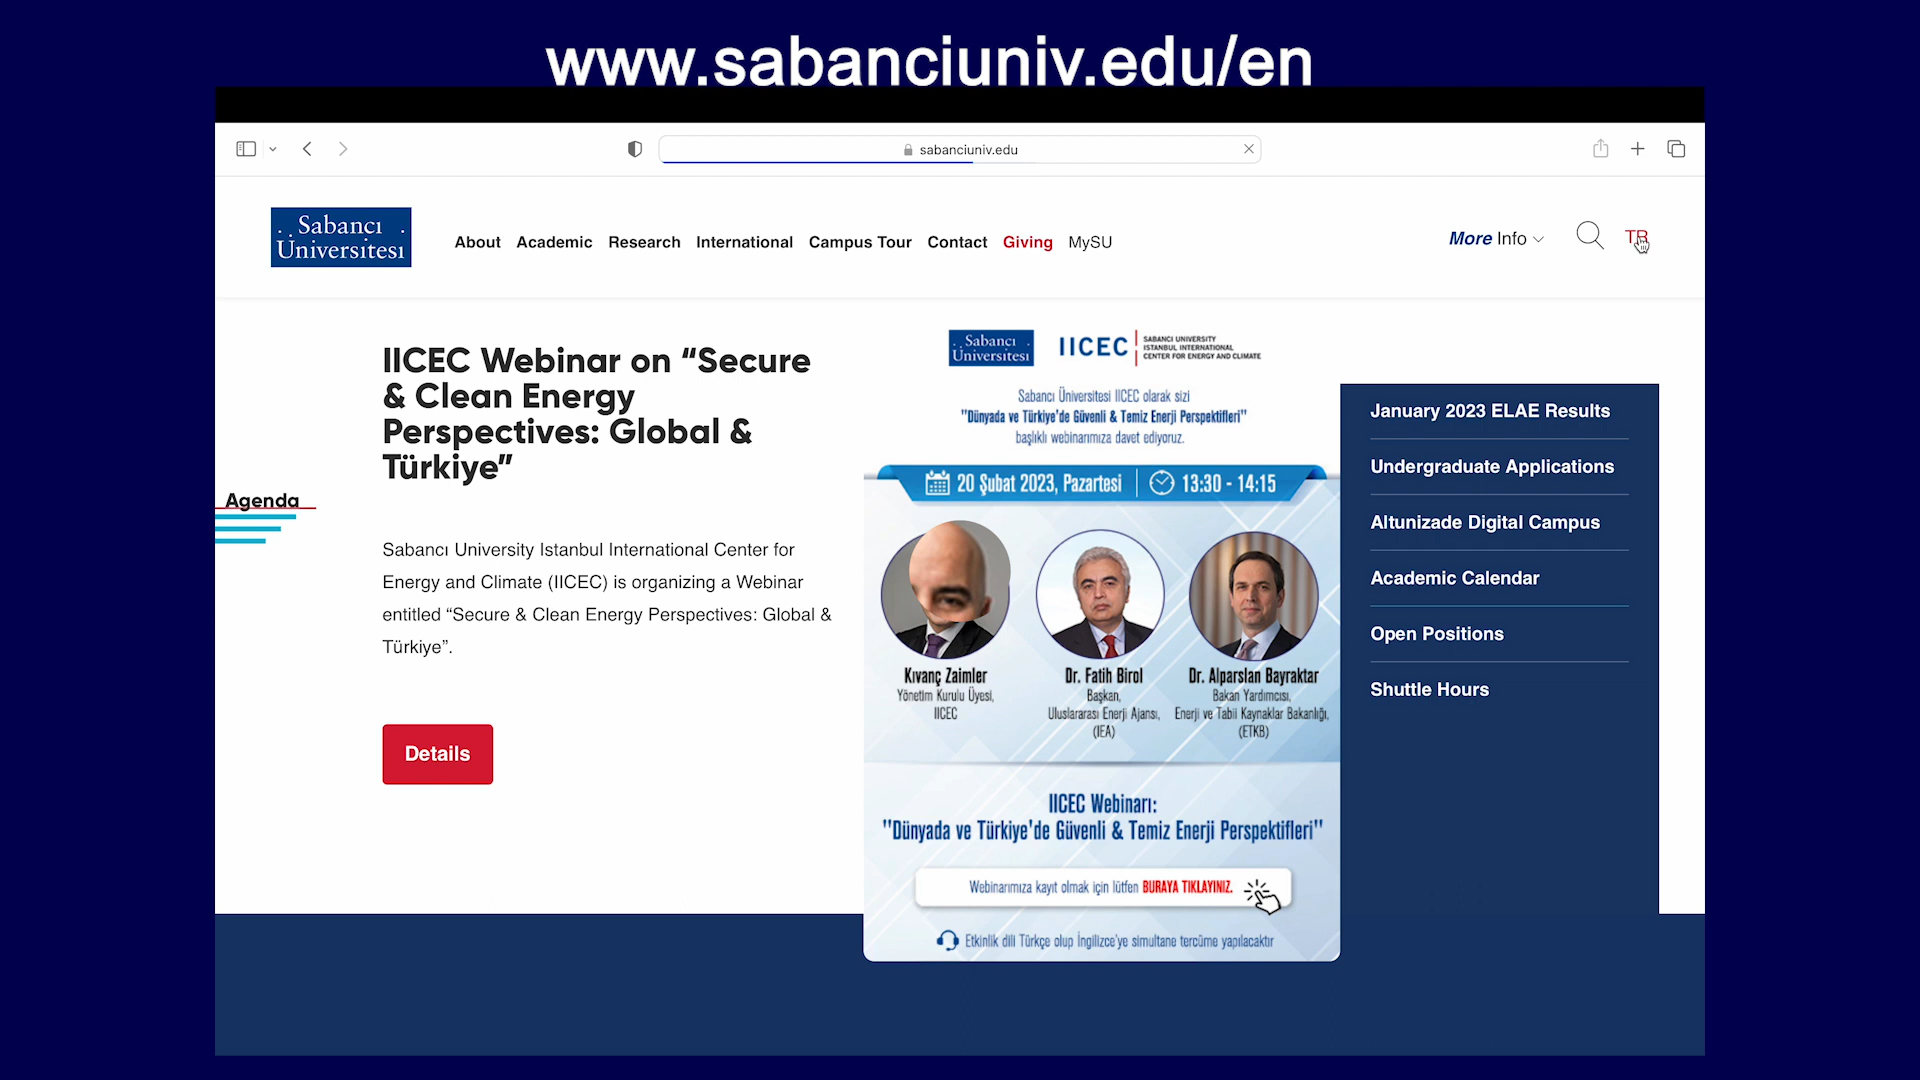 www.sabanciuniv.edu/en
sabanciuniv.edu
Sabancı
Üniversitesi
About Academic Research International Campus Tour Contact Giving MySU
More Info
TR
IICEC Webinar on “Secure
& Clean Energy
Perspectives: Global &
Türkiye”
Agenda
Sabancı University Istanbul International Center for
Energy and Climate (IICEC) is organizing a Webinar
entitled “Secure & Clean Energy Perspectives: Global &
Türkiye”.
Details
Sabancı
Üniversitesi
IICEC
SABANCI UNIVERSITY
ISTANBUL INTERNATIONAL
CENTER FOR ENERGY AND CLIMATE
Sabancı Üniversitesi IICEC olarak sizi
"Dünyada ve Türkiye'de Güvenli & Temiz Enerji Perspektifleri"
başlıklı webinarımıza davet ediyoruz.
20 Şubat 2023, Pazartesi
13:30 - 14:15
Kıvanç Zaimler
Yönetim Kurulu Üyesi,
IICEC
Dr. Fatih Birol
Başkan,
Uluslararası Enerji Ajansı,
(IEA)
Dr. Alparslan Bayraktar
Bakan Yardımcısı,
Enerji ve Tabii Kaynaklar Bakanlığı,
(ETKB)
IICEC Webinarı:
"Dünyada ve Türkiye'de Güvenli & Temiz Enerji Perspektifleri"
Webinarımıza kayıt olmak için lütfen BURAYA TIKLAYINIZ.
Etkinlik dili Türkçe olup İngilizce'ye simultane tercüme yapılacaktır
January 2023 ELAE Results
Undergraduate Applications
Altunizade Digital Campus
Academic Calendar
Open Positions
Shuttle Hours